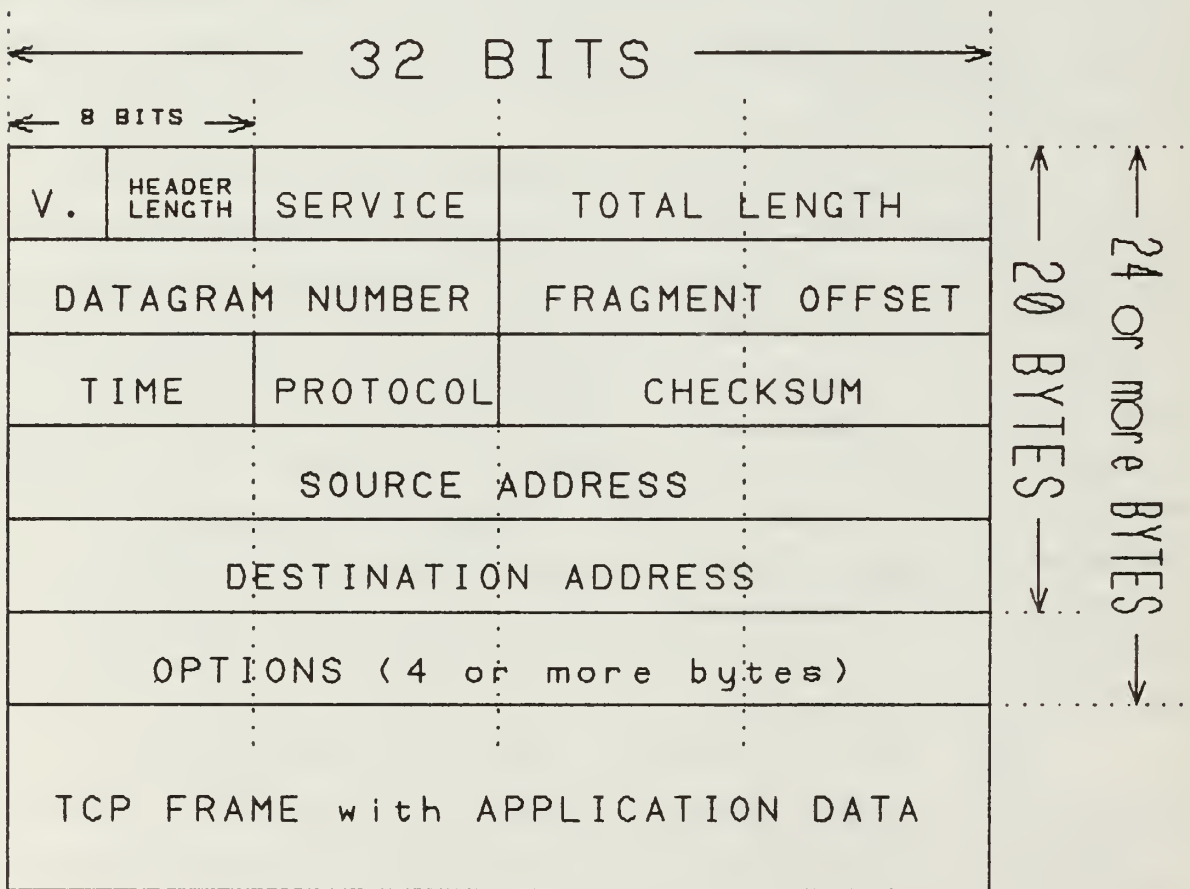 32 BITS
8 BITS
V.
HEADER
LENGTH
SERVICE
TOTAL LENGTH
DATAGRAM NUMBER
FRAGMENT OFFSET
TIME
PROTOCOL
CHECKSUM
SOURCE ADDRESS
DESTINATION ADDRESS
OPTIONS (4 or more bytes)
TCP FRAME with APPLICATION DATA
20 BYTES
24 or more BYTES